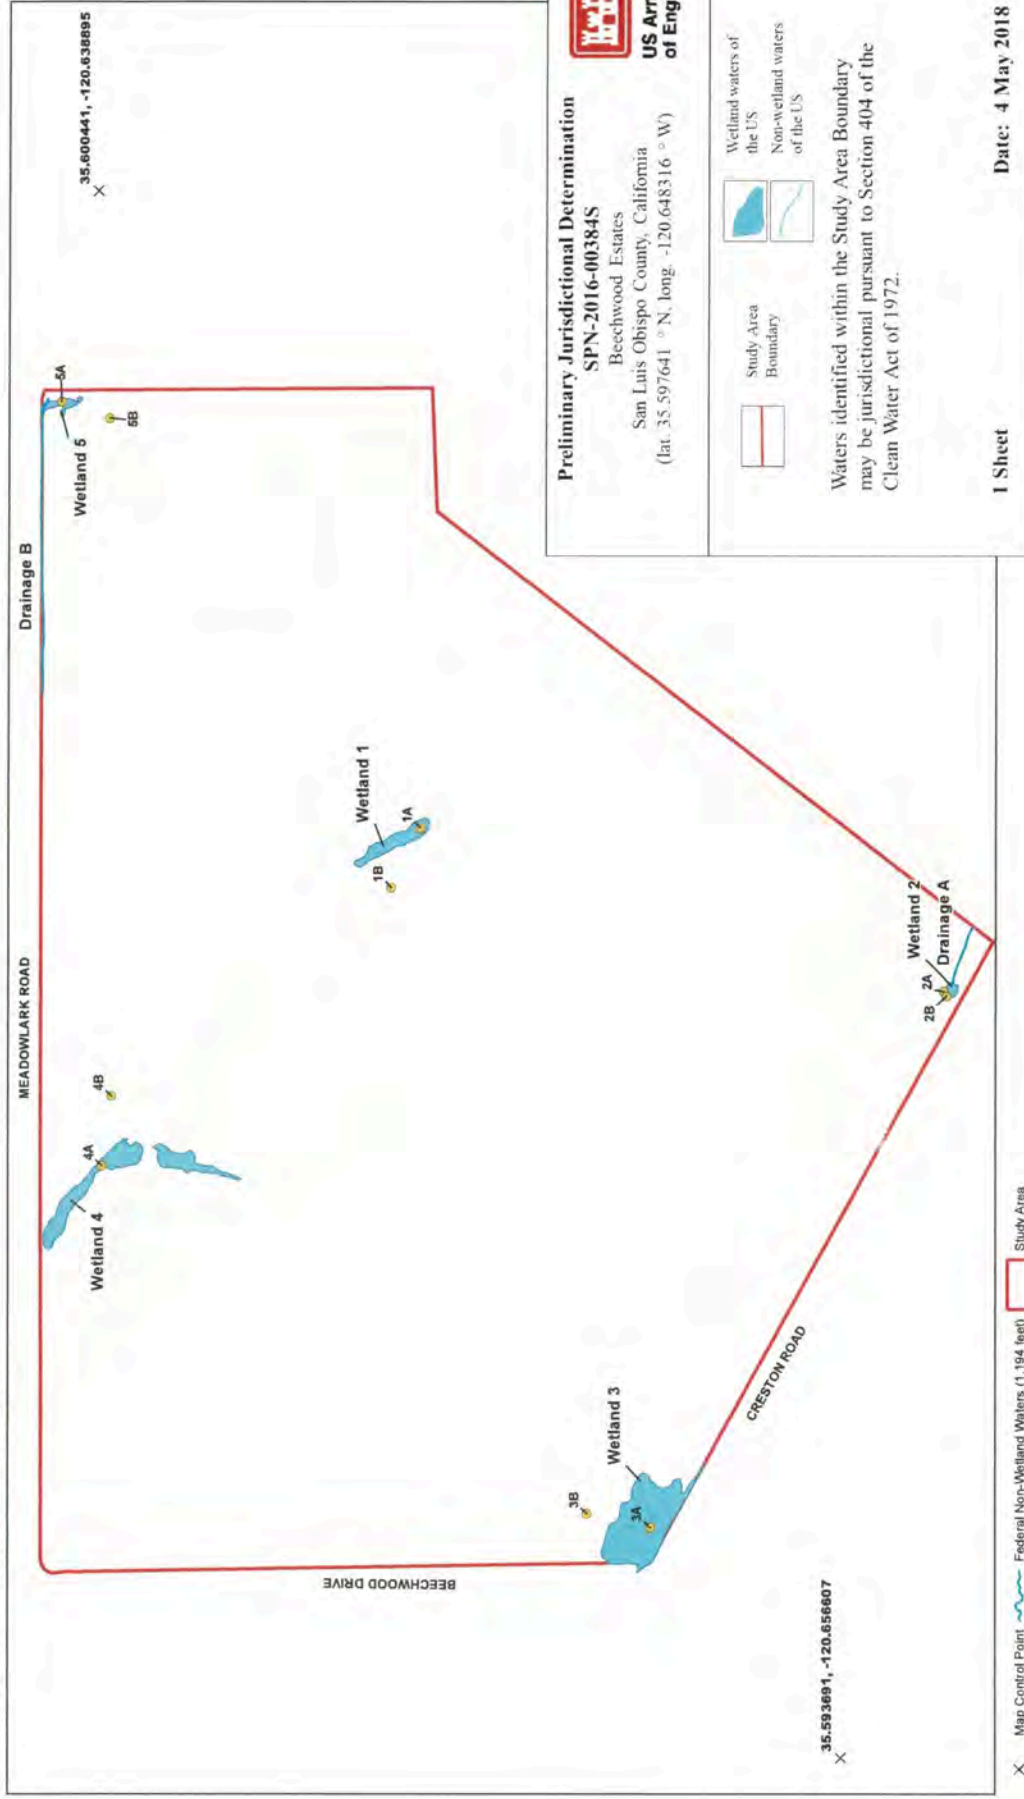 35.600441, -120.638895
MEADOWLARK ROAD
Drainage B
5A
Wetland 5
5B
4B
4A
Wetland 4
Wetland 1
1A
1B
BEECHWOOD DRIVE
3B
3A
Wetland 3
CRESTON ROAD
Wetland 2
Drainage A
2A
2B
35.593691, -120.656607
Preliminary Jurisdictional Determination
SPN-2016-00384S
Beechwood Estates
San Luis Obispo County, California
(lat. 35.597641 ° N, long. -120.648316 ° W)
US Arr
of Eng
Study Area
Boundary
Wetland waters of
the US
Non-wetland waters
of the US
Waters identified within the Study Area Boundary
may be jurisdictional pursuant to Section 404 of the
Clean Water Act of 1972.
1 Sheet Date: 4 May 2018
Map Control Point Federal Non-Wetland Waters (1,194 feet) Study Area